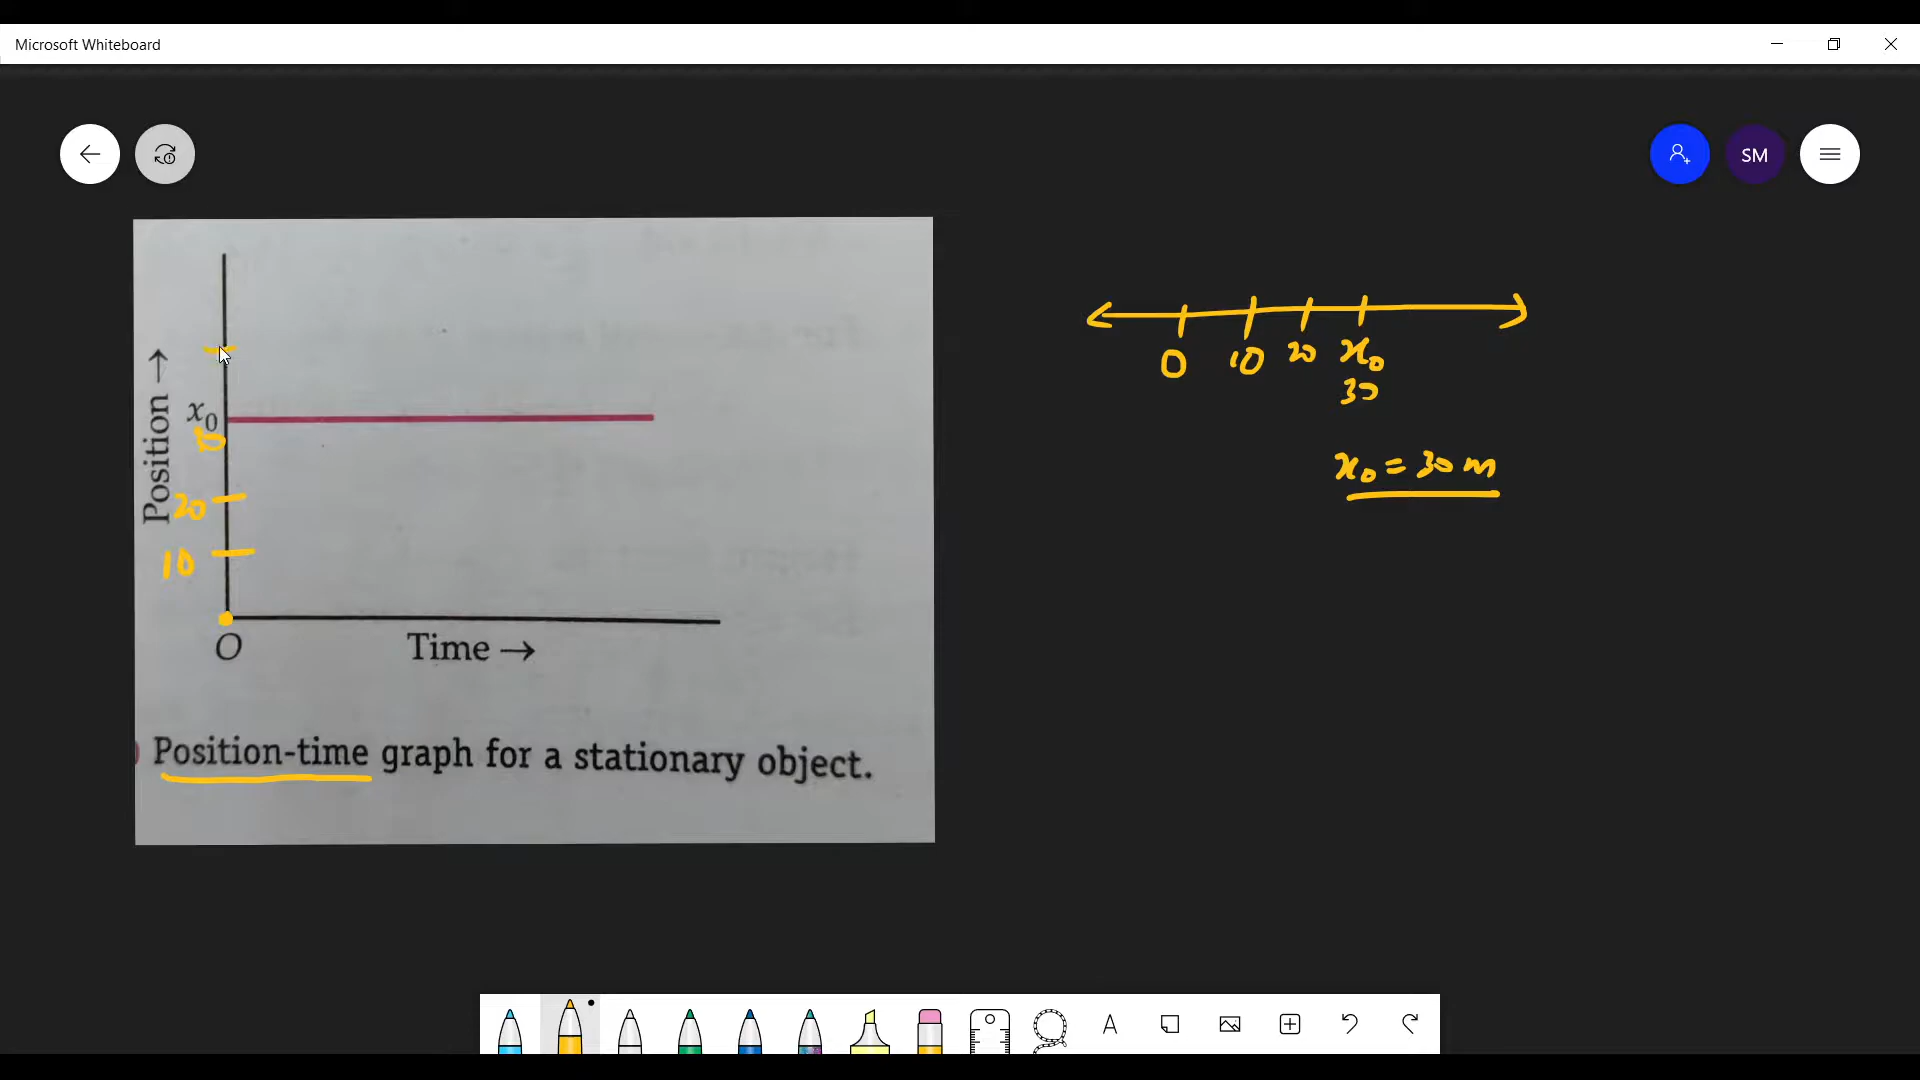 Microsoft Whiteboard
SM
Position →
x₀
20
10
O
Time →
Position-time graph for a stationary object.
0 10 20 x₀
30
x₀ = 30 m
A